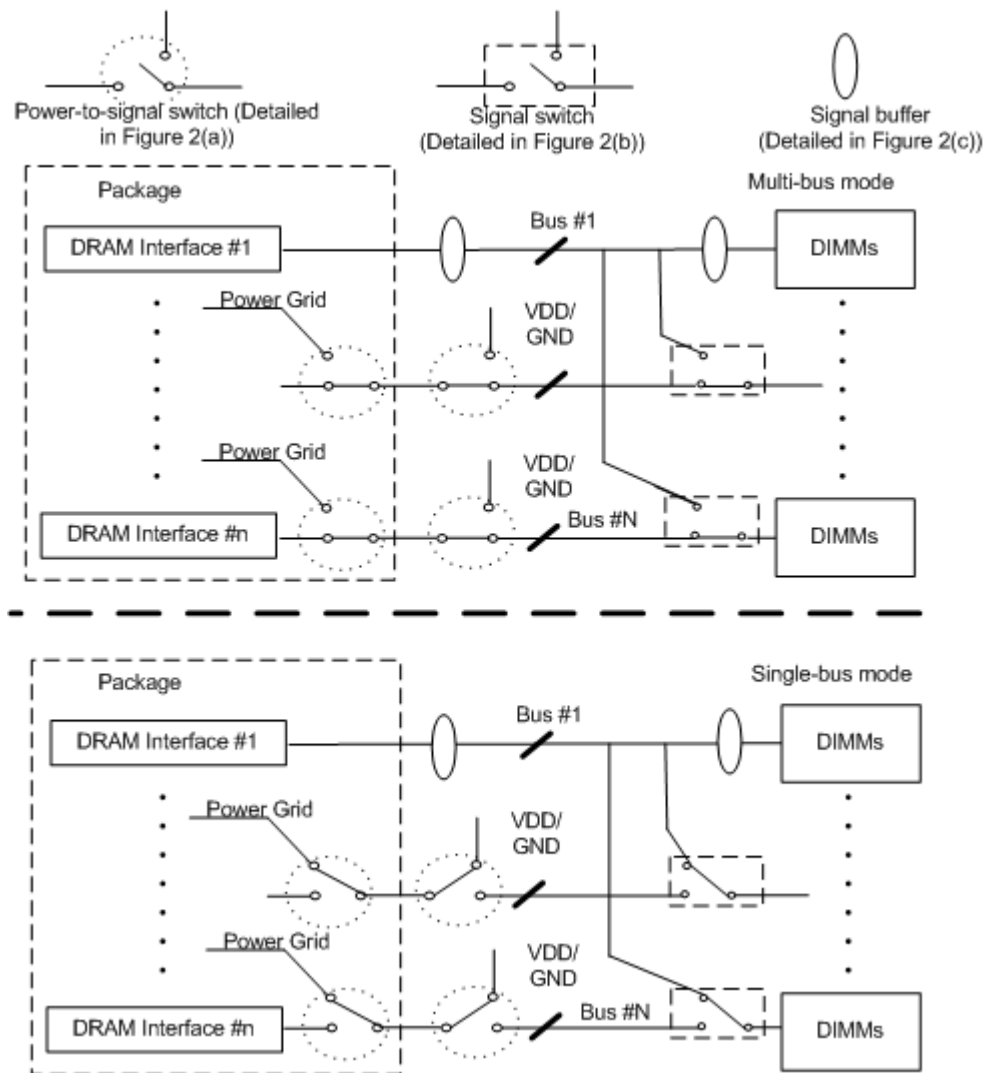 Power-to-signal switch (Detailed
in Figure 2(a))
Signal switch
(Detailed in Figure 2(b))
Signal buffer
(Detailed in Figure 2(c))
Package
Multi-bus mode
DRAM Interface #1
Bus #1
DIMMs
Power Grid
VDD/
GND
Power Grid
VDD/
GND
DRAM Interface #n
Bus #N
DIMMs
Package
Single-bus mode
DRAM Interface #1
Bus #1
DIMMs
Power Grid
VDD/
GND
Power Grid
VDD/
GND
DRAM Interface #n
Bus #N
DIMMs